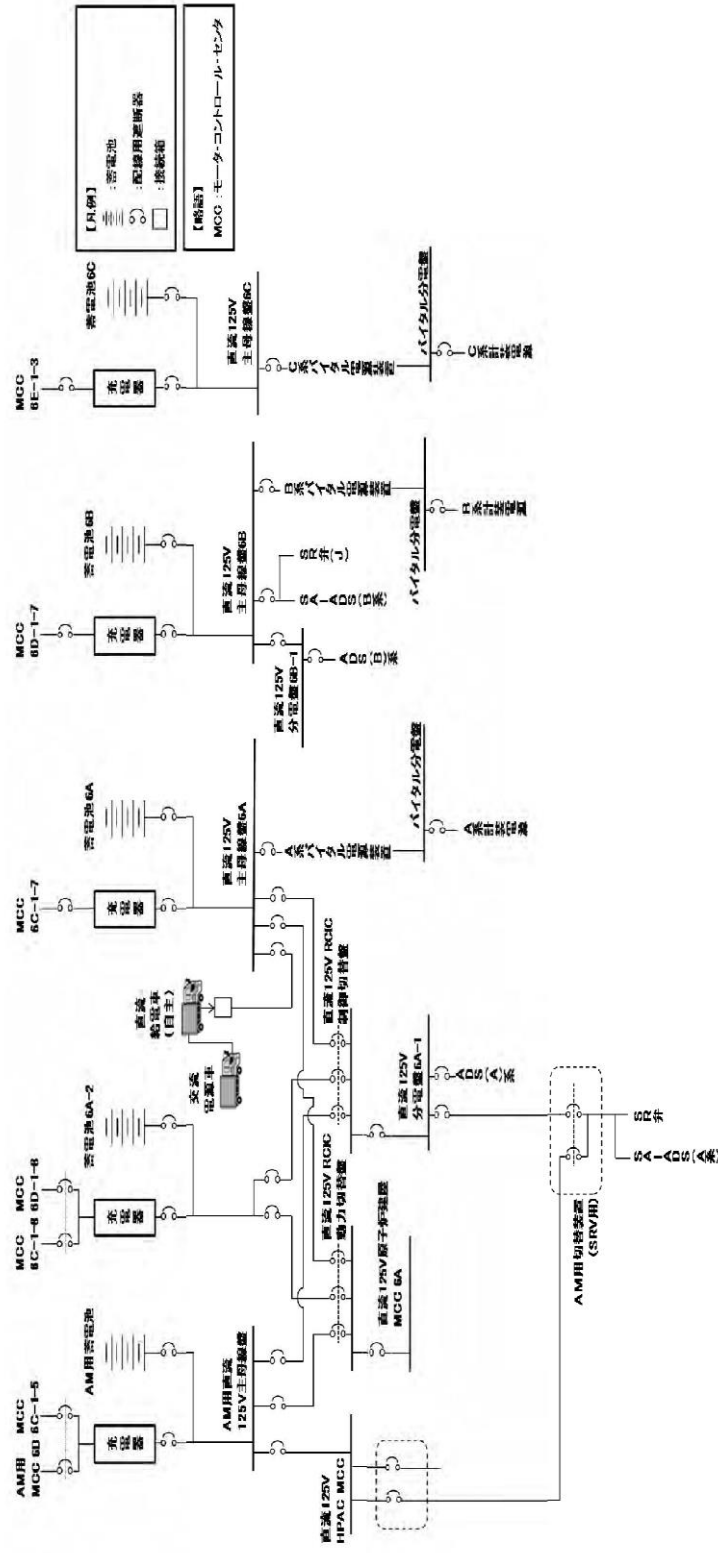 AM用 MCC
MCC 6D 6C-1-5
充電器
AM用蓄電池
AM用直流
125V主母線盤
直流125V
HPAC MCC
MCC MCC
6C-1-6 6D-1-6
充電器
蓄電池6A-2
直流125V RCIC
動力切替盤
直流125V原子炉建屋
MCC 6A
交流
電源車
直流
給電車
(自主)
直流125V RCIC
制御切替盤
直流125V
分電盤6A-1
ADS(A)系
AM用切替装置
(SRV用)
SR弁
SA-ADS(A系)
MCC
6C-1-7
充電器
蓄電池6A
直流125V
主母線盤6A
A系バイタル電源装置
バイタル分電盤
A系計装電源
MCC
6D-1-7
充電器
蓄電池6B
直流125V
主母線盤6B
直流125V
分電盤6B-1
ADS(B)系
SA-ADS(B系)
SR弁(J)
B系バイタル電源装置
バイタル分電盤
B系計装電源
MCC
6E-1-3
充電器
蓄電池6C
直流125V
主母線盤6C
C系バイタル電源装置
バイタル分電盤
C系計装電源
【凡例】
:蓄電池
:配線用遮断器
:接続箱
【略語】
MCC:モータ・コントロール・センタ